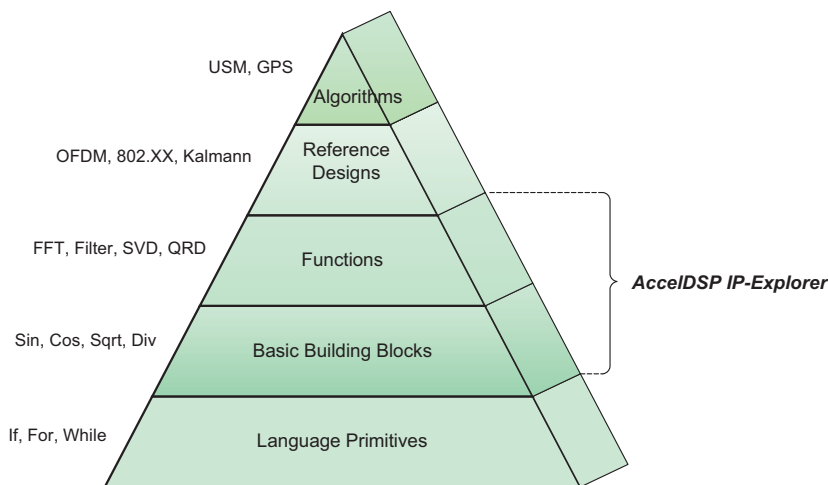 USM, GPS
Algorithms
OFDM, 802.XX, Kalmann
Reference
Designs
FFT, Filter, SVD, QRD
Functions
AccelDSP IP-Explorer
Sin, Cos, Sqrt, Div
Basic Building Blocks
If, For, While
Language Primitives